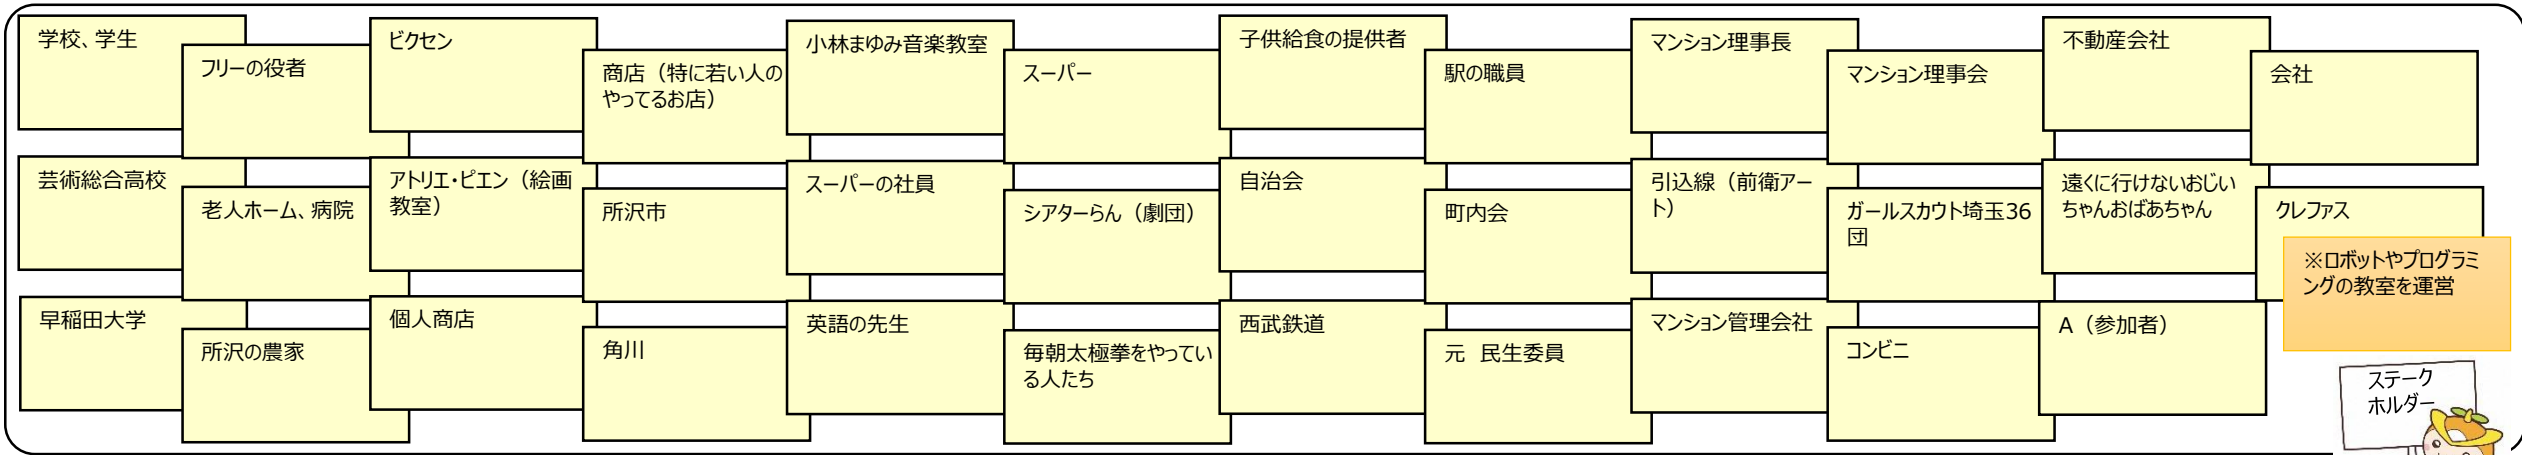 学校、学生
フリーの役者
ビクセン
商店（特に若い人の
やってるお店）
小林まゆみ音楽教室
スーパー
子供給食の提供者
駅の職員
マンション理事長
マンション理事会
不動産会社
会社
芸術総合高校
老人ホーム、病院
アトリエ・ピエン（絵画
教室）
所沢市
スーパーの社員
シアターらん（劇団）
自治会
町内会
引込線（前衛アー
ト）
ガールスカウト埼玉36
団
遠くに行けないおじい
ちゃんおばあちゃん
クレファス
※ロボットやプログラミ
ングの教室を運営
早稲田大学
所沢の農家
個人商店
角川
英語の先生
毎朝太極拳をやってい
る人たち
西武鉄道
元　民生委員
マンション管理会社
コンビニ
A（参加者）
ステーク
ホルダー